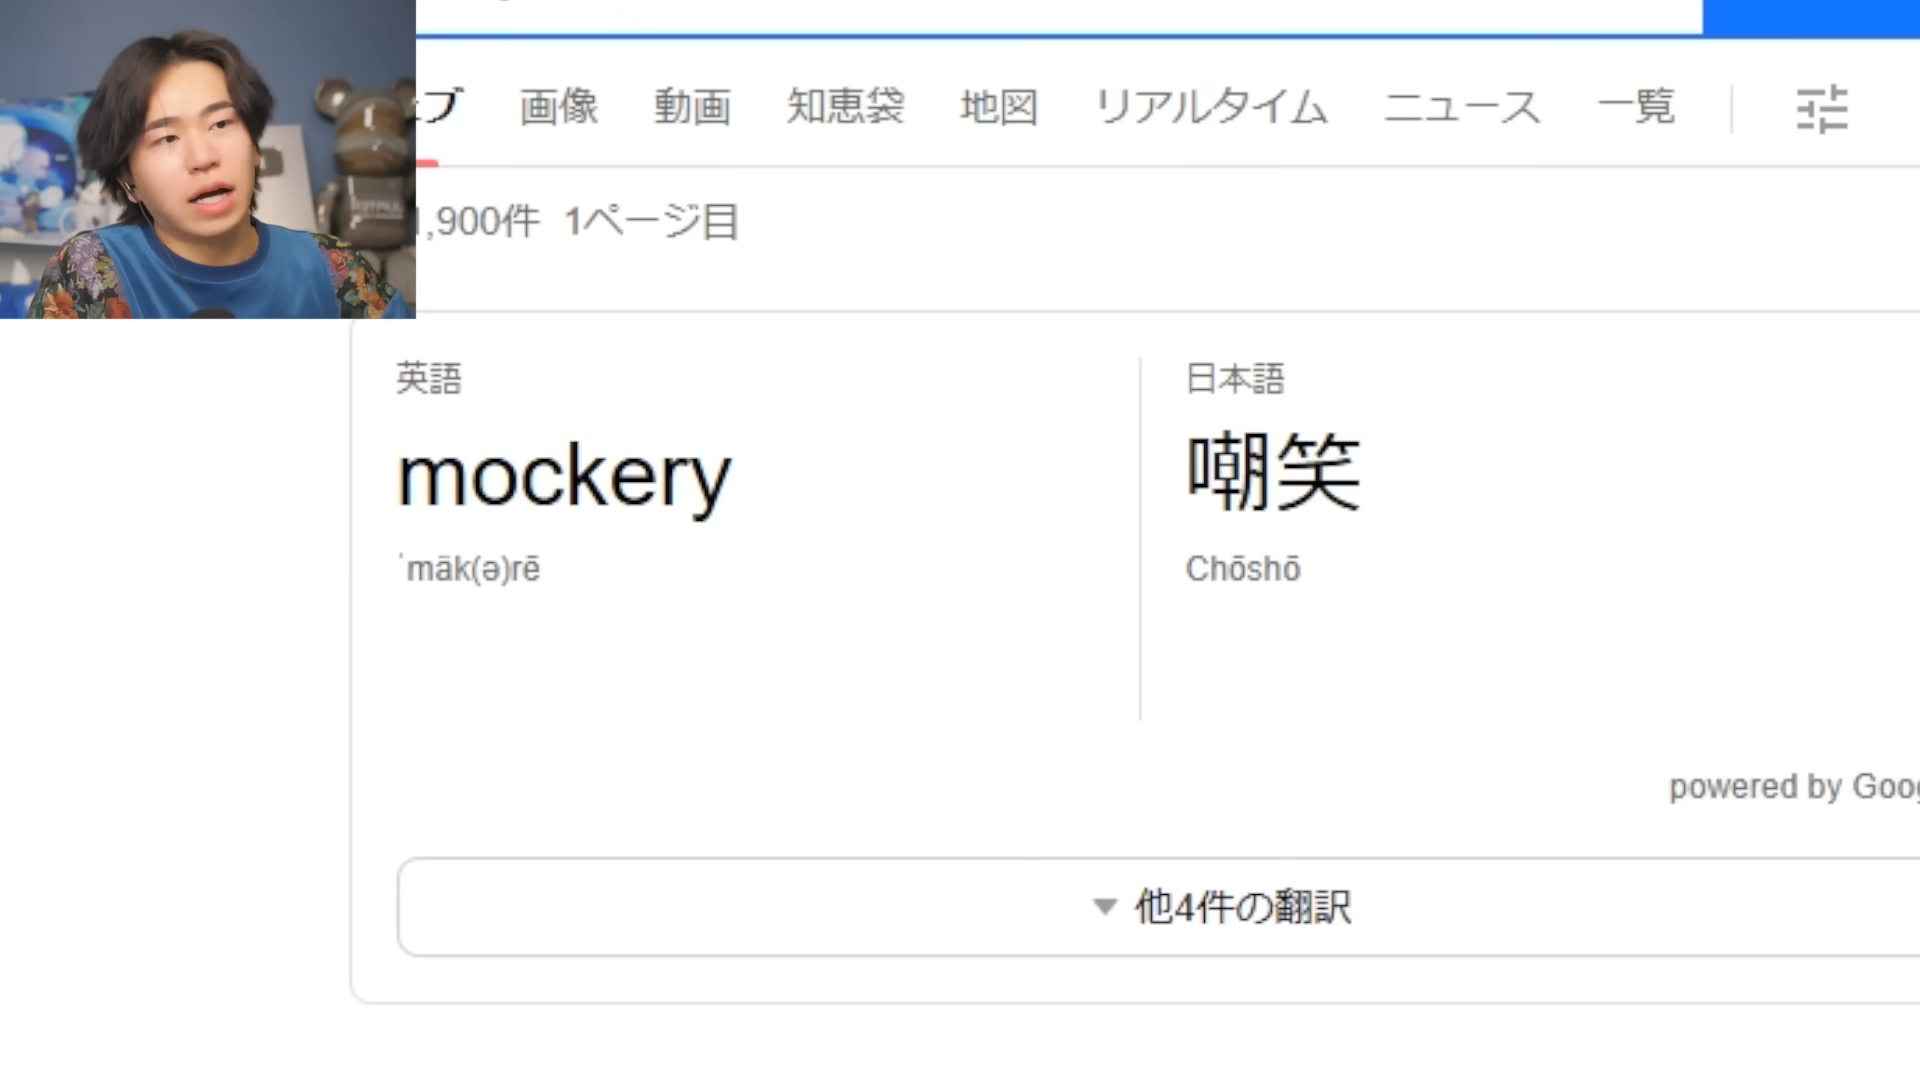 ブ 画像 動画 知恵袋 地図 リアルタイム ニュース 一覧
,900件 1ページ目
英語
mockery
ˈmäk(ə)rē
日本語
嘲笑
Chōshō
powered by Goog
他4件の翻訳